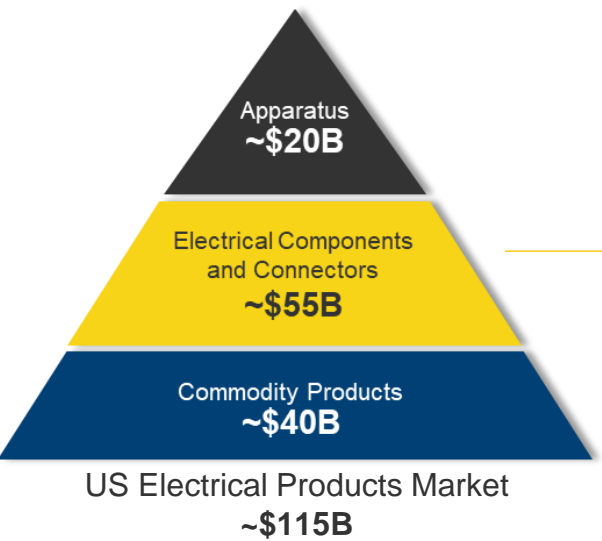 Apparatus
~$20B
Electrical Components
and Connectors
~$55B
Commodity Products
~$40B
US Electrical Products Market
~$115B